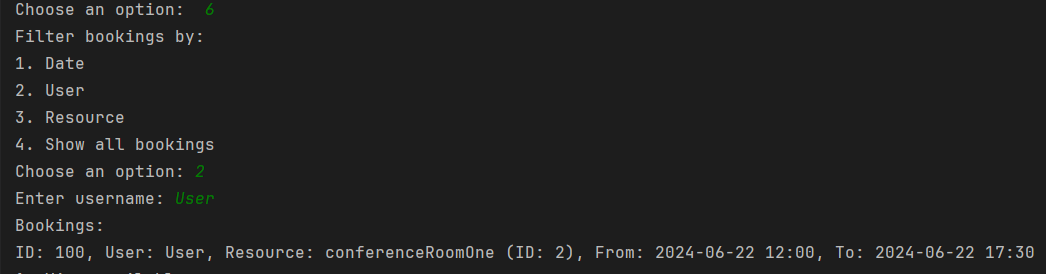 Choose an option:  6
Filter bookings by:
1. Date
2. User
3. Resource
4. Show all bookings
Choose an option: 2
Enter username: User
Bookings:
ID: 100, User: User, Resource: conferenceRoomOne (ID: 2), From: 2024-06-22 12:00, To: 2024-06-22 17:30